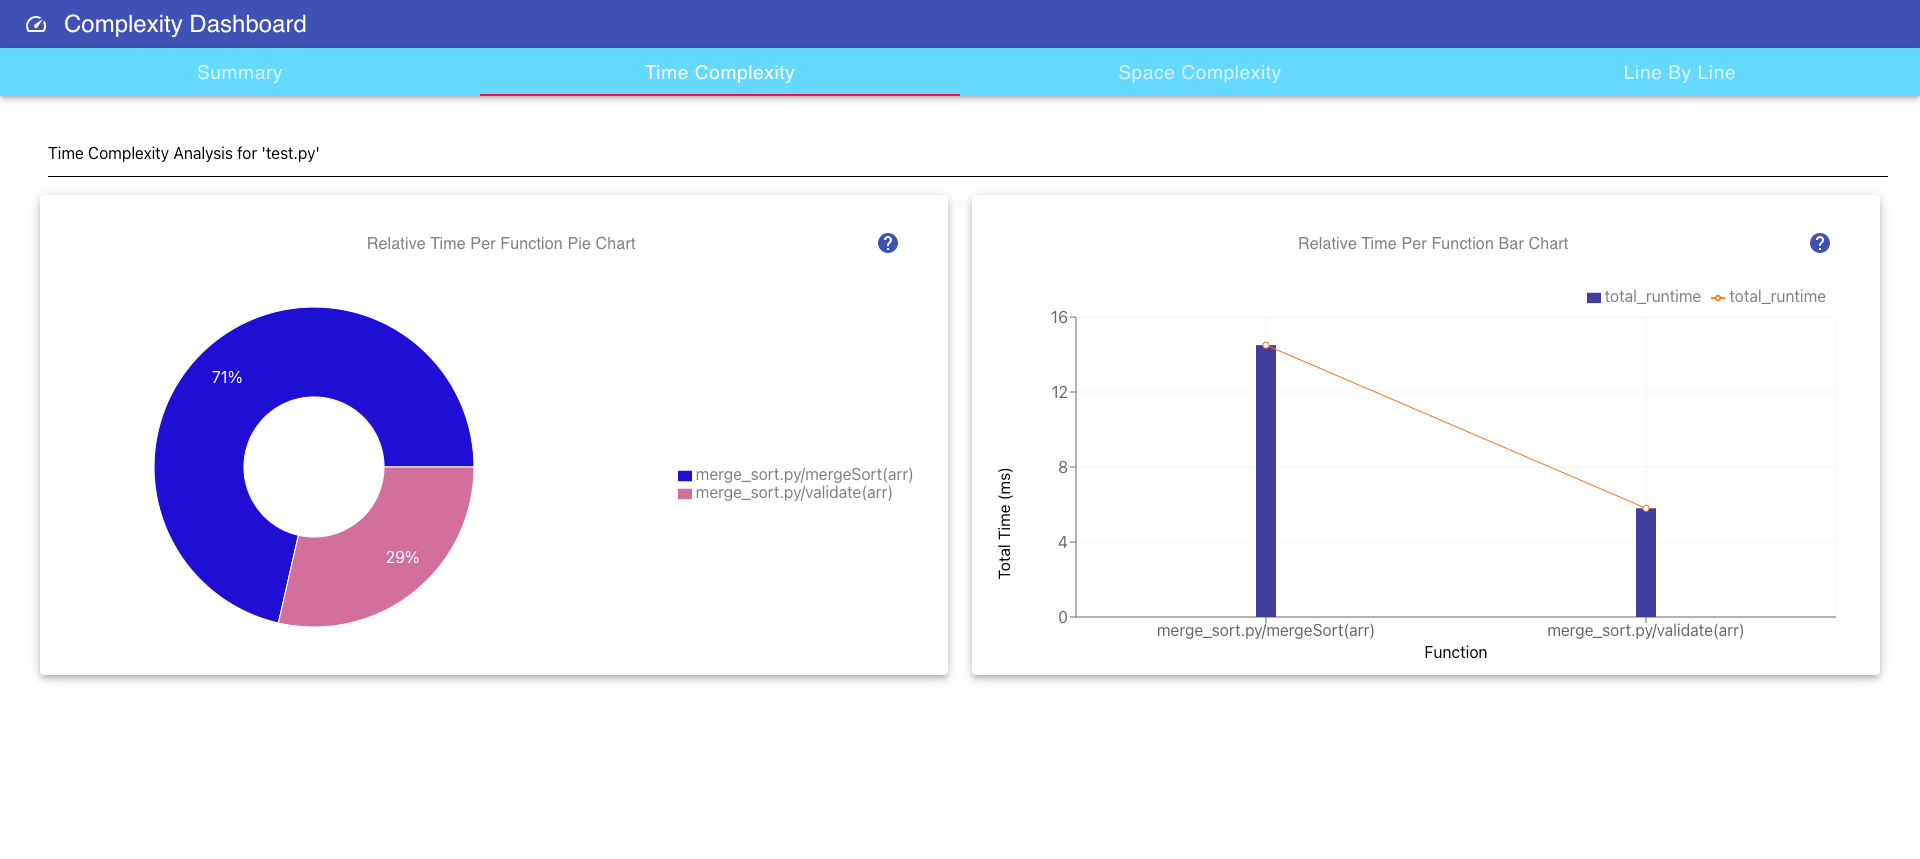 Complexity Dashboard
Summary
Time Complexity
Space Complexity
Line By Line
Time Complexity Analysis for 'test.py'
Relative Time Per Function Pie Chart
?
71%
29%
merge_sort.py/mergeSort(arr)
merge_sort.py/validate(arr)
Relative Time Per Function Bar Chart
?
total_runtime
total_runtime
16
12
8
4
0
Total Time (ms)
merge_sort.py/mergeSort(arr)
merge_sort.py/validate(arr)
Function